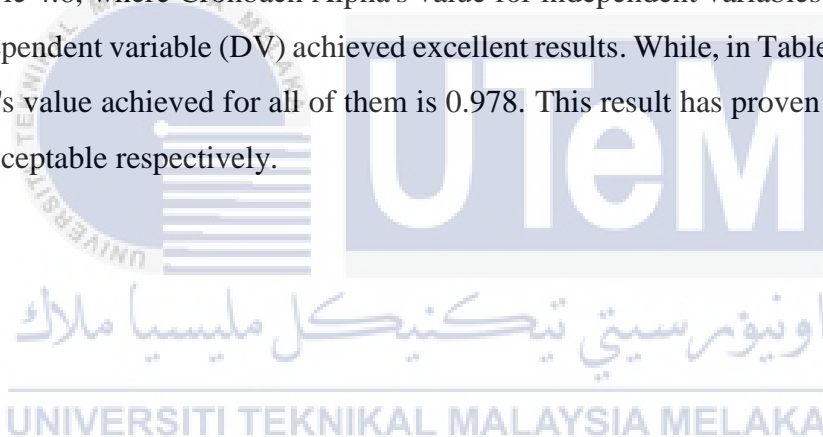 4.8, where Cronbach Alpha's value for independent variables
pendent variable (DV) achieved excellent results. While, in Table
's value achieved for all of them is 0.978. This result has proven
ceptable respectively.
UTeM
اونيۏرسيتي تيكنيكل مليسيا ملاك
UNIVERSITI TEKNIKAL MALAYSIA MELAKA